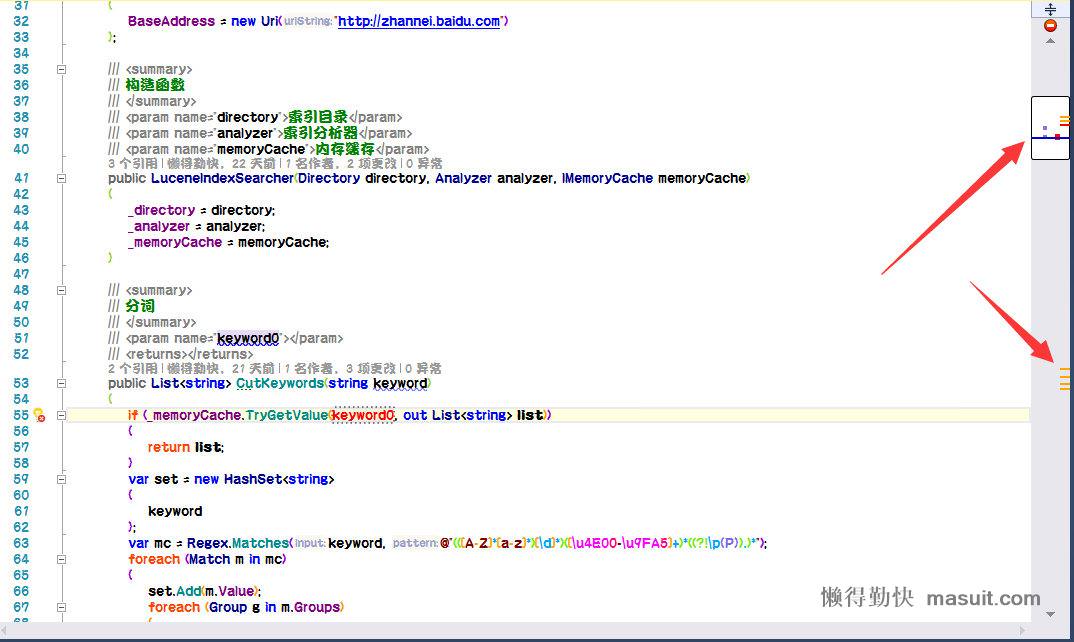 31 {
32 BaseAddress = new Uri(uriString:"http://zhannei.baidu.com")
33 };
34
35 /// <summary>
36 /// 构造函数
37 /// </summary>
38 /// <param name="directory">索引目录</param>
39 /// <param name="analyzer">索引分析器</param>
40 /// <param name="memoryCache">内存缓存</param>
3 个引用 | 懒得勤快，22 天前 | 1 名作者，2 项更改 | 0 异常
41 public LuceneIndexSearcher(Directory directory, Analyzer analyzer, IMemoryCache memoryCache)
42 {
43 _directory = directory;
44 _analyzer = analyzer;
45 _memoryCache = memoryCache;
46 }
47
48 /// <summary>
49 /// 分词
50 /// </summary>
51 /// <param name="keyword0"></param>
52 /// <returns></returns>
2 个引用 | 懒得勤快，21 天前 | 1 名作者，3 项更改 | 0 异常
53 public List<string> CutKeywords(string keyword)
54 {
55 if (_memoryCache.TryGetValue(keyword0, out List<string> list))
56 {
57 return list;
58 }
59 var set = new HashSet<string>
60 {
61 keyword
62 };
63 var mc = Regex.Matches(input:keyword, pattern:@"(([A-Z]*[a-z]*)[\d]*)([\u4E00-\u9FA5]+)*((?!\p{P}).)*");
64 foreach (Match m in mc)
65 {
66 set.Add(m.Value);
67 foreach (Group g in m.Groups)
68 {
懒得勤快 masuit.com